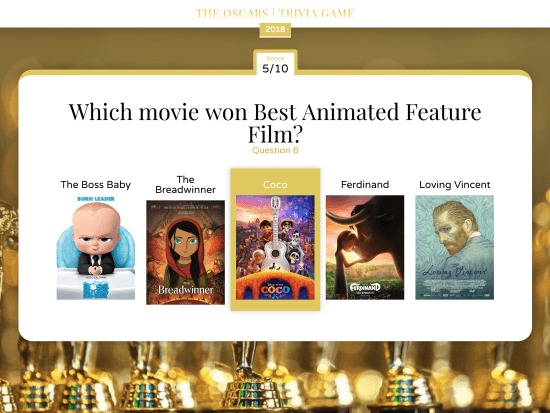 THE OSCARS | TRIVIA GAME
2018
Score
5/10
Which movie won Best Animated Feature
Film?
Question 6
The Boss Baby
The
Breadwinner
Coco
Ferdinand
Loving Vincent
BORN LEADER
Breadwinner
COCO
FERDINAND
Loving Vincent